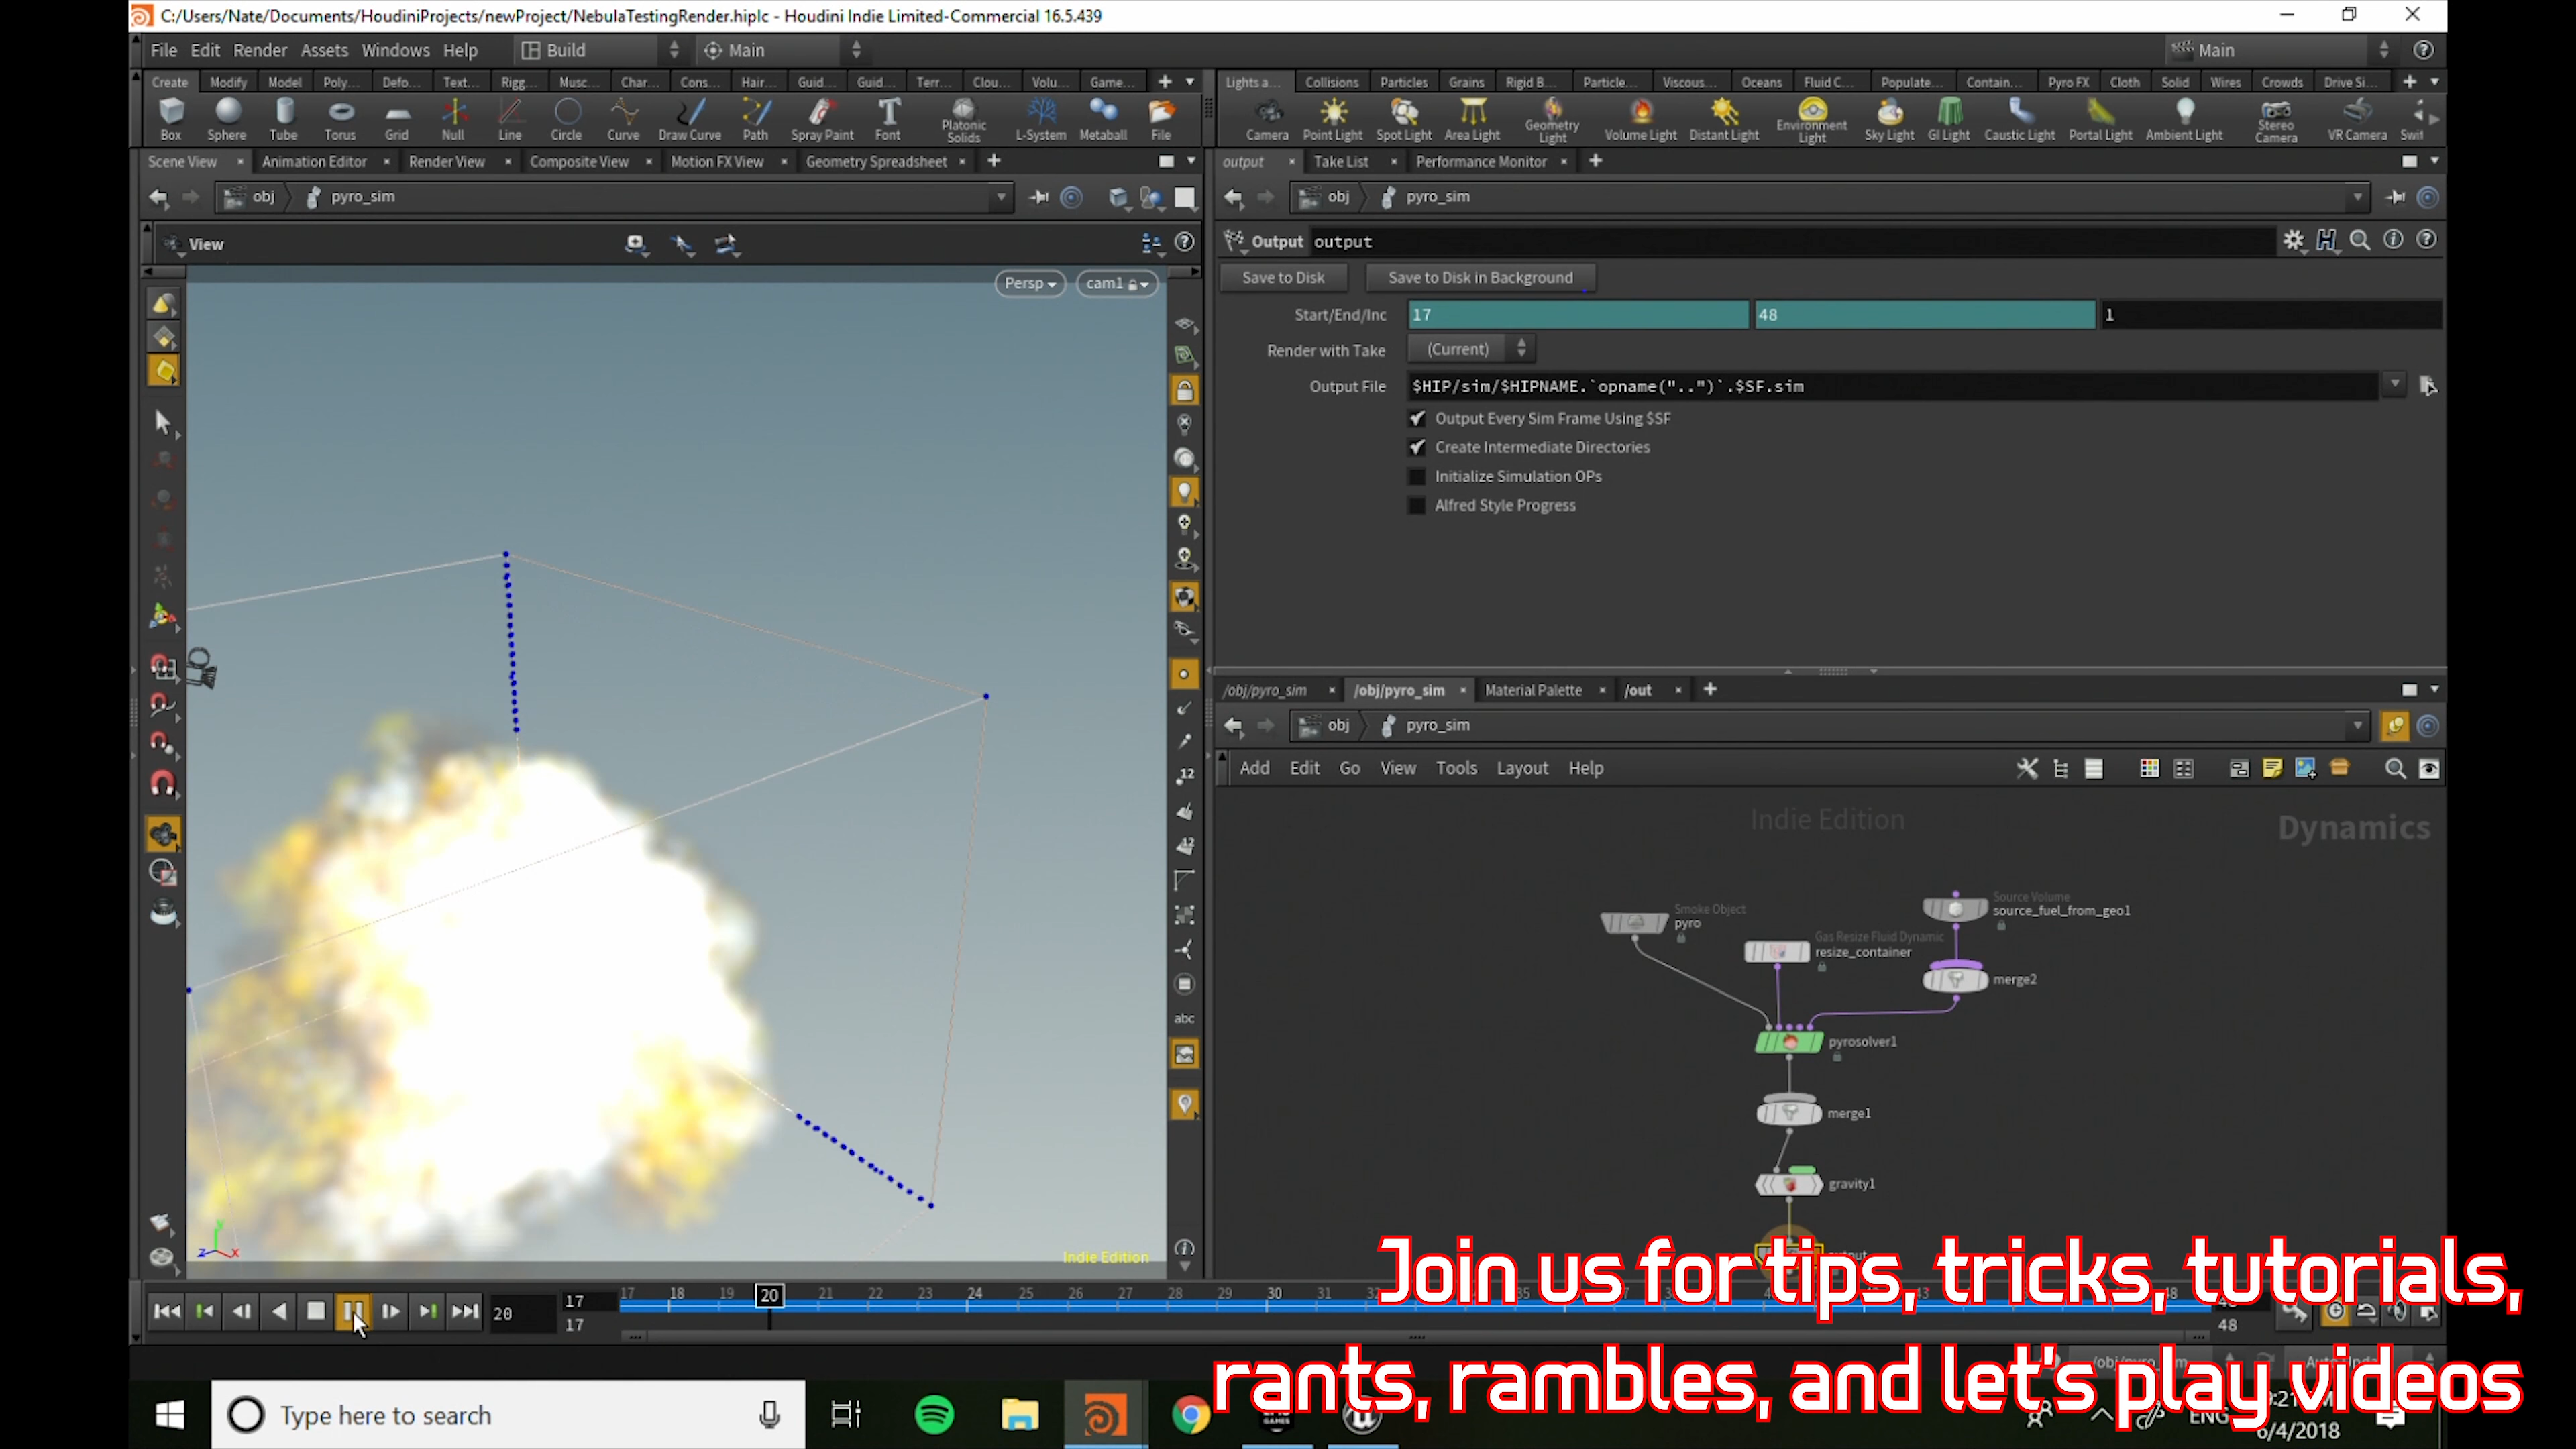 C:/Users/Nate/Documents/HoudiniProjects/newProject/NebulaTestingRender.hiplc - Houdini Indie Limited-Commercial 16.5.439
File Edit Render Assets Windows Help Build Main Main
Create Modify Model Poly... Defo... Text... Rigg... Musc... Char... Cons... Hair... Guid... Guid... Terr... Clou... Volu... Game...
Lights a... Collisions Particles Grains Rigid B... Particle... Viscous... Oceans Fluid C... Populate... Contain... Pyro FX Cloth Solid Wires Crowds Drive Si...
Box Sphere Tube Torus Grid Null Line Circle Curve Draw Curve Path Spray Paint Font Platonic Solids L-System Metaball File
Camera Point Light Spot Light Area Light Geometry Light Volume Light Distant Light Environment Light Sky Light GI Light Caustic Light Portal Light Ambient Light Stereo Camera VR Camera Swit
Scene View Animation Editor Render View Composite View Motion FX View Geometry Spreadsheet
output Take List Performance Monitor
obj pyro_sim
obj pyro_sim
View
Output output
Save to Disk Save to Disk in Background
Persp cam1
Start/End/Inc 17 48 1
Render with Take (Current)
Output File $HIP/sim/$HIPNAME.`opname("..")`.$SF.sim
Output Every Sim Frame Using $SF
Create Intermediate Directories
Initialize Simulation OPs
Alfred Style Progress
/obj/pyro_sim /obj/pyro_sim Material Palette /out
obj pyro_sim
Add Edit Go View Tools Layout Help
Indie Edition
Dynamics
Smoke Object
pyro
Gas Resize Fluid Dynamic
resize_container
Source Volume
source_fuel_from_geo1
merge2
pyrosolver1
merge1
gravity1
12
12
abc
z y x
Indie Edition
20 17 17
17 18 19 20 21 22 23 24 25 26 27 28 29 30 31
48
Join us for tips, tricks, tutorials,
rants, rambles, and let's play videos
Type here to search
ENG
6/4/2018